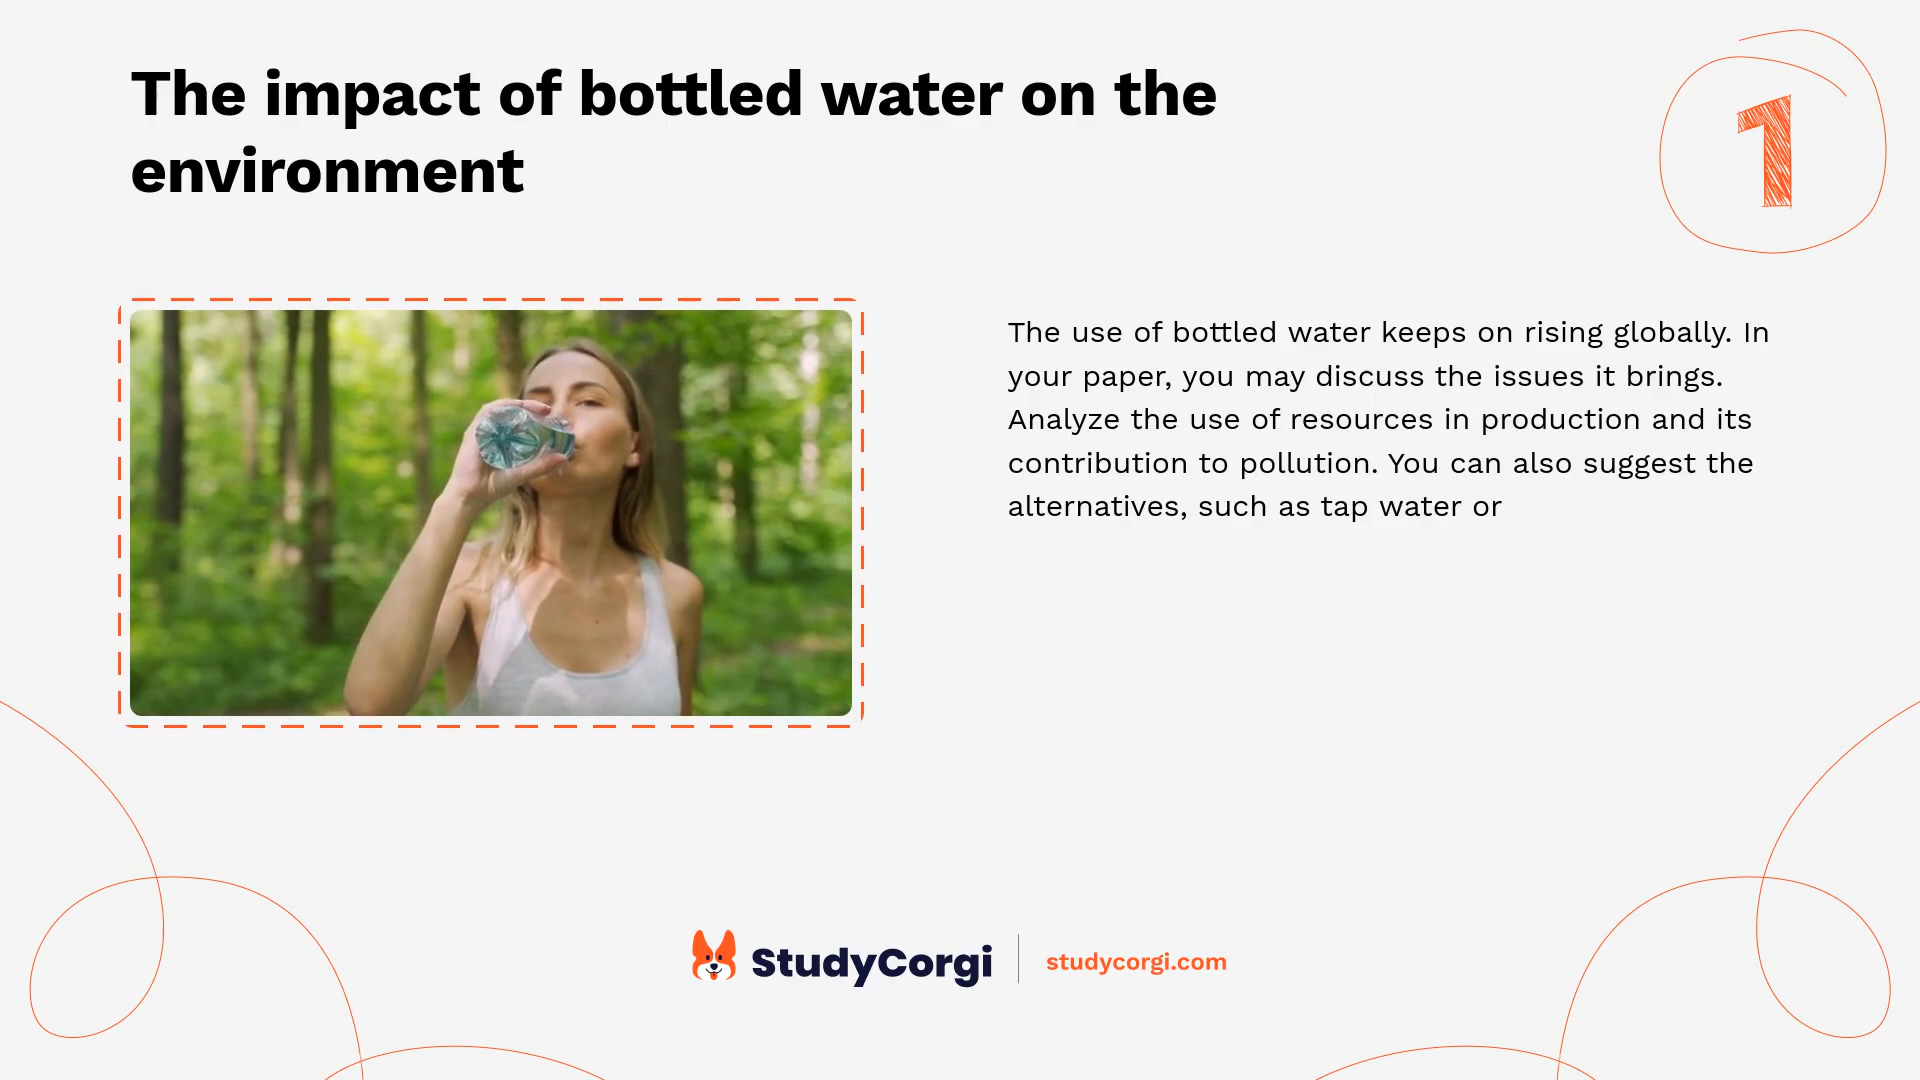 The impact of bottled water on the
environment
1
The use of bottled water keeps on rising globally. In
your paper, you may discuss the issues it brings.
Analyze the use of resources in production and its
contribution to pollution. You can also suggest the
alternatives, such as tap water or
StudyCorgi
studycorgi.com